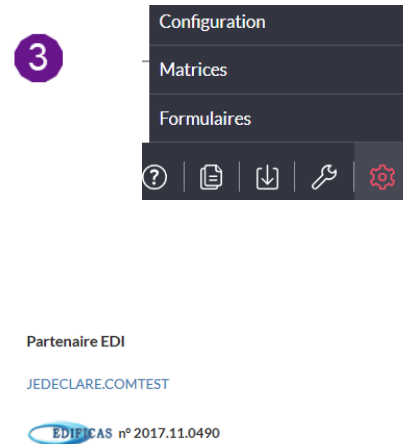 Configuration
3
Matrices
Formulaires
Partenaire EDI
JEDECLARE.COMTEST
EDIFICAS n° 2017.11.0490